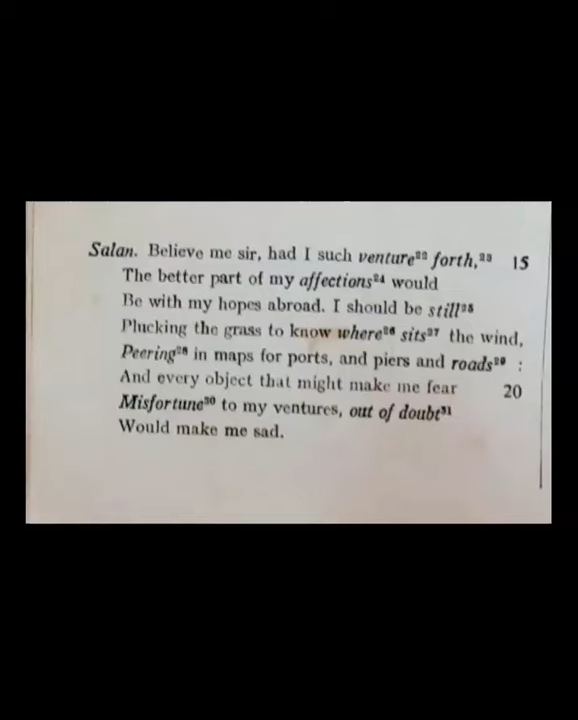 Salan. Believe me sir, had I such venture²² forth,²³ 15
The better part of my affections²⁴ would
Be with my hopes abroad. I should be still²⁵
Plucking the grass to know where²⁶ sits²⁷ the wind,
Peering²⁸ in maps for ports, and piers and roads²⁹ :
And every object that might make me fear 20
Misfortune³⁰ to my ventures, out of doubt³¹
Would make me sad.